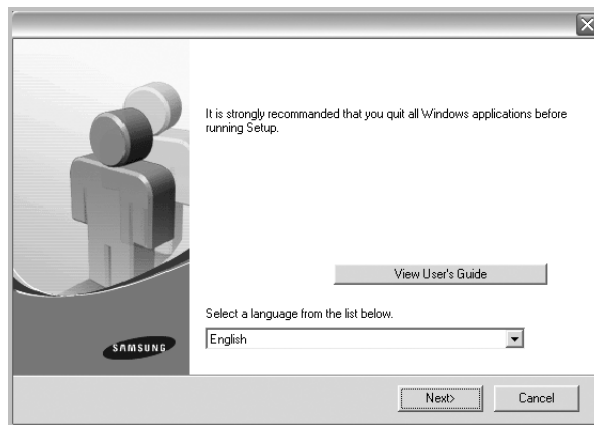 It is strongly recommanded that you quit all Windows applications before
running Setup.
View User's Guide
Select a language from the list below.
English
SAMSUNG
Next>
Cancel